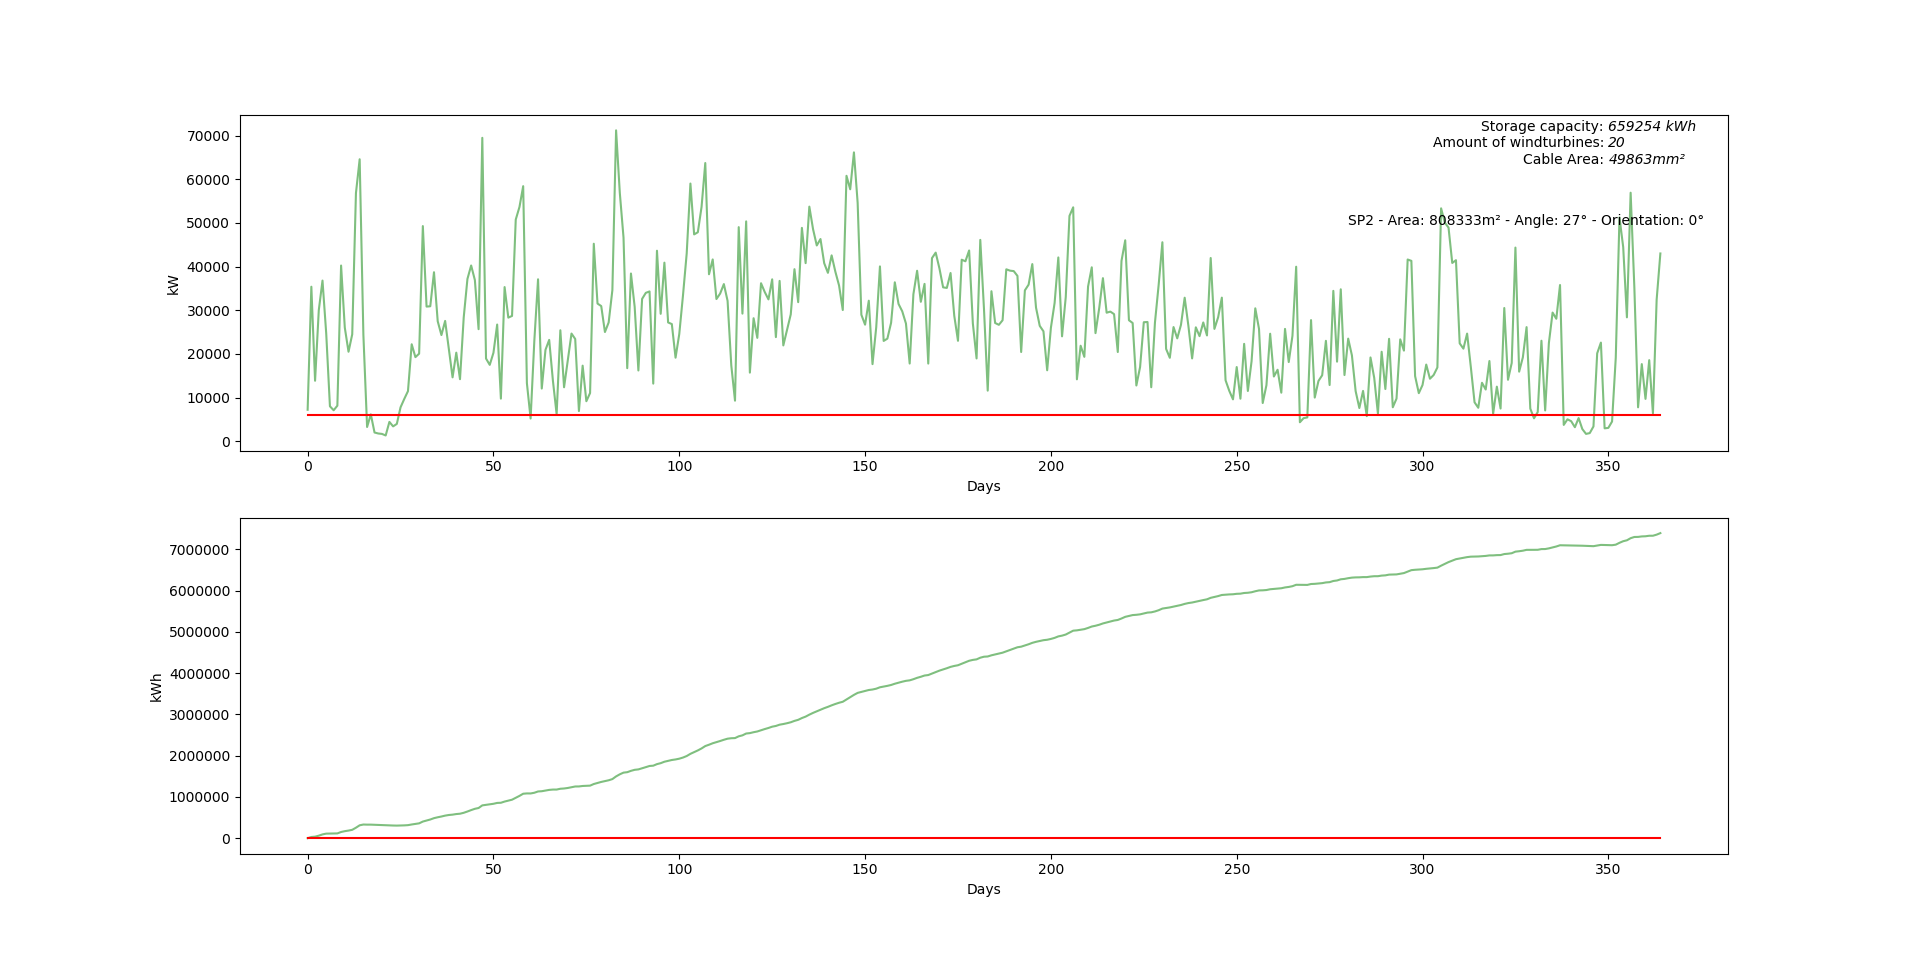 Storage capacity: 659254 kWh
Amount of windturbines: 20
Cable Area: 49863mm²
SP2 - Area: 808333m² - Angle: 27° - Orientation: 0°
70000
60000
50000
40000
30000
20000
10000
0
kW
0 50 100 150 200 250 300 350
Days
7000000
6000000
5000000
4000000
3000000
2000000
1000000
0
kWh
0 50 100 150 200 250 300 350
Days